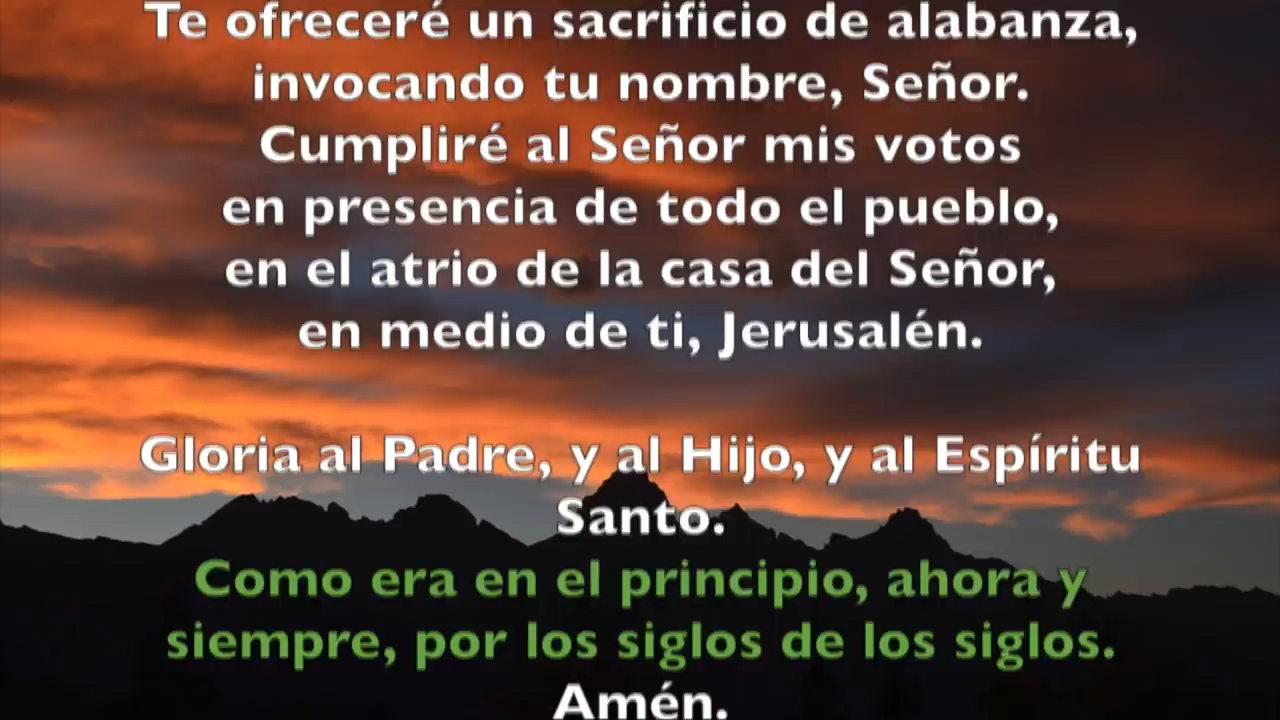 Te ofreceré un sacrificio de alabanza,
invocando tu nombre, Señor.
Cumpliré al Señor mis votos
en presencia de todo el pueblo,
en el atrio de la casa del Señor,
en medio de ti, Jerusalén.
Gloria al Padre, y al Hijo, y al Espíritu
Santo.
Como era en el principio, ahora y
siempre, por los siglos de los siglos.
Amén.